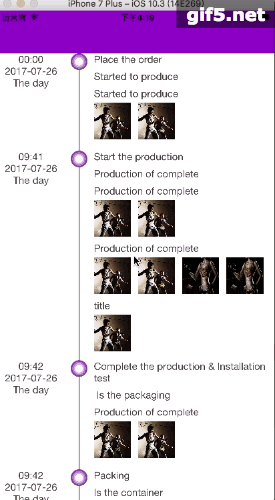 iPhone 7 Plus – iOS 10.3 (14E269)
gif5.net
下午4:19
00:00
2017-07-26
The day
Place the order
Started to produce
Started to produce
09:41
2017-07-26
The day
Start the production
Production of complete
Production of complete
Production of complete
title
09:42
2017-07-26
The day
Complete the production & Installation
test
Is the packaging
Production of complete
09:42
2017-07-26
The day
Packing
Is the container